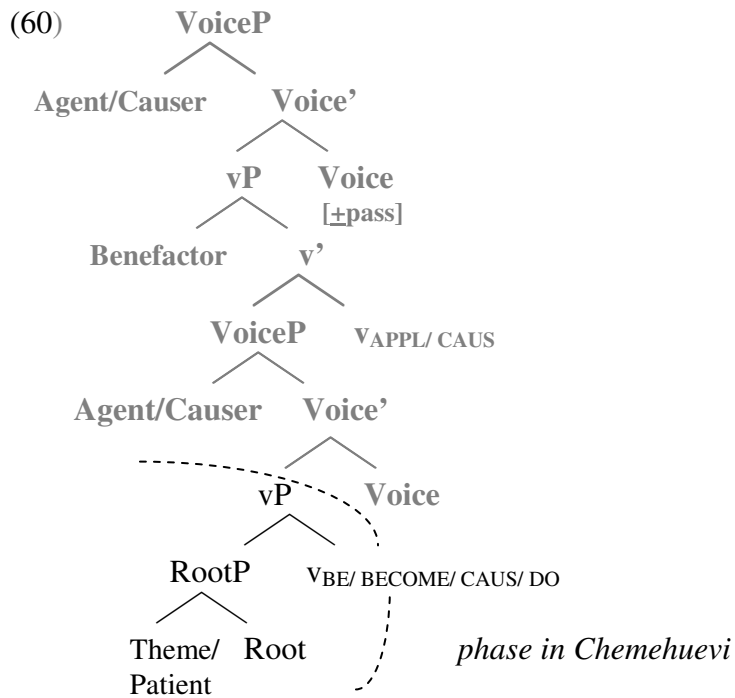 (60) VoiceP
Agent/Causer Voice’
vP Voice
[±pass]
Benefactor v’
VoiceP vAPPL/ CAUS
Agent/Causer Voice’
vP Voice
RootP vBE/ BECOME/ CAUS/ DO
Theme/ Root phase in Chemehuevi
Patient